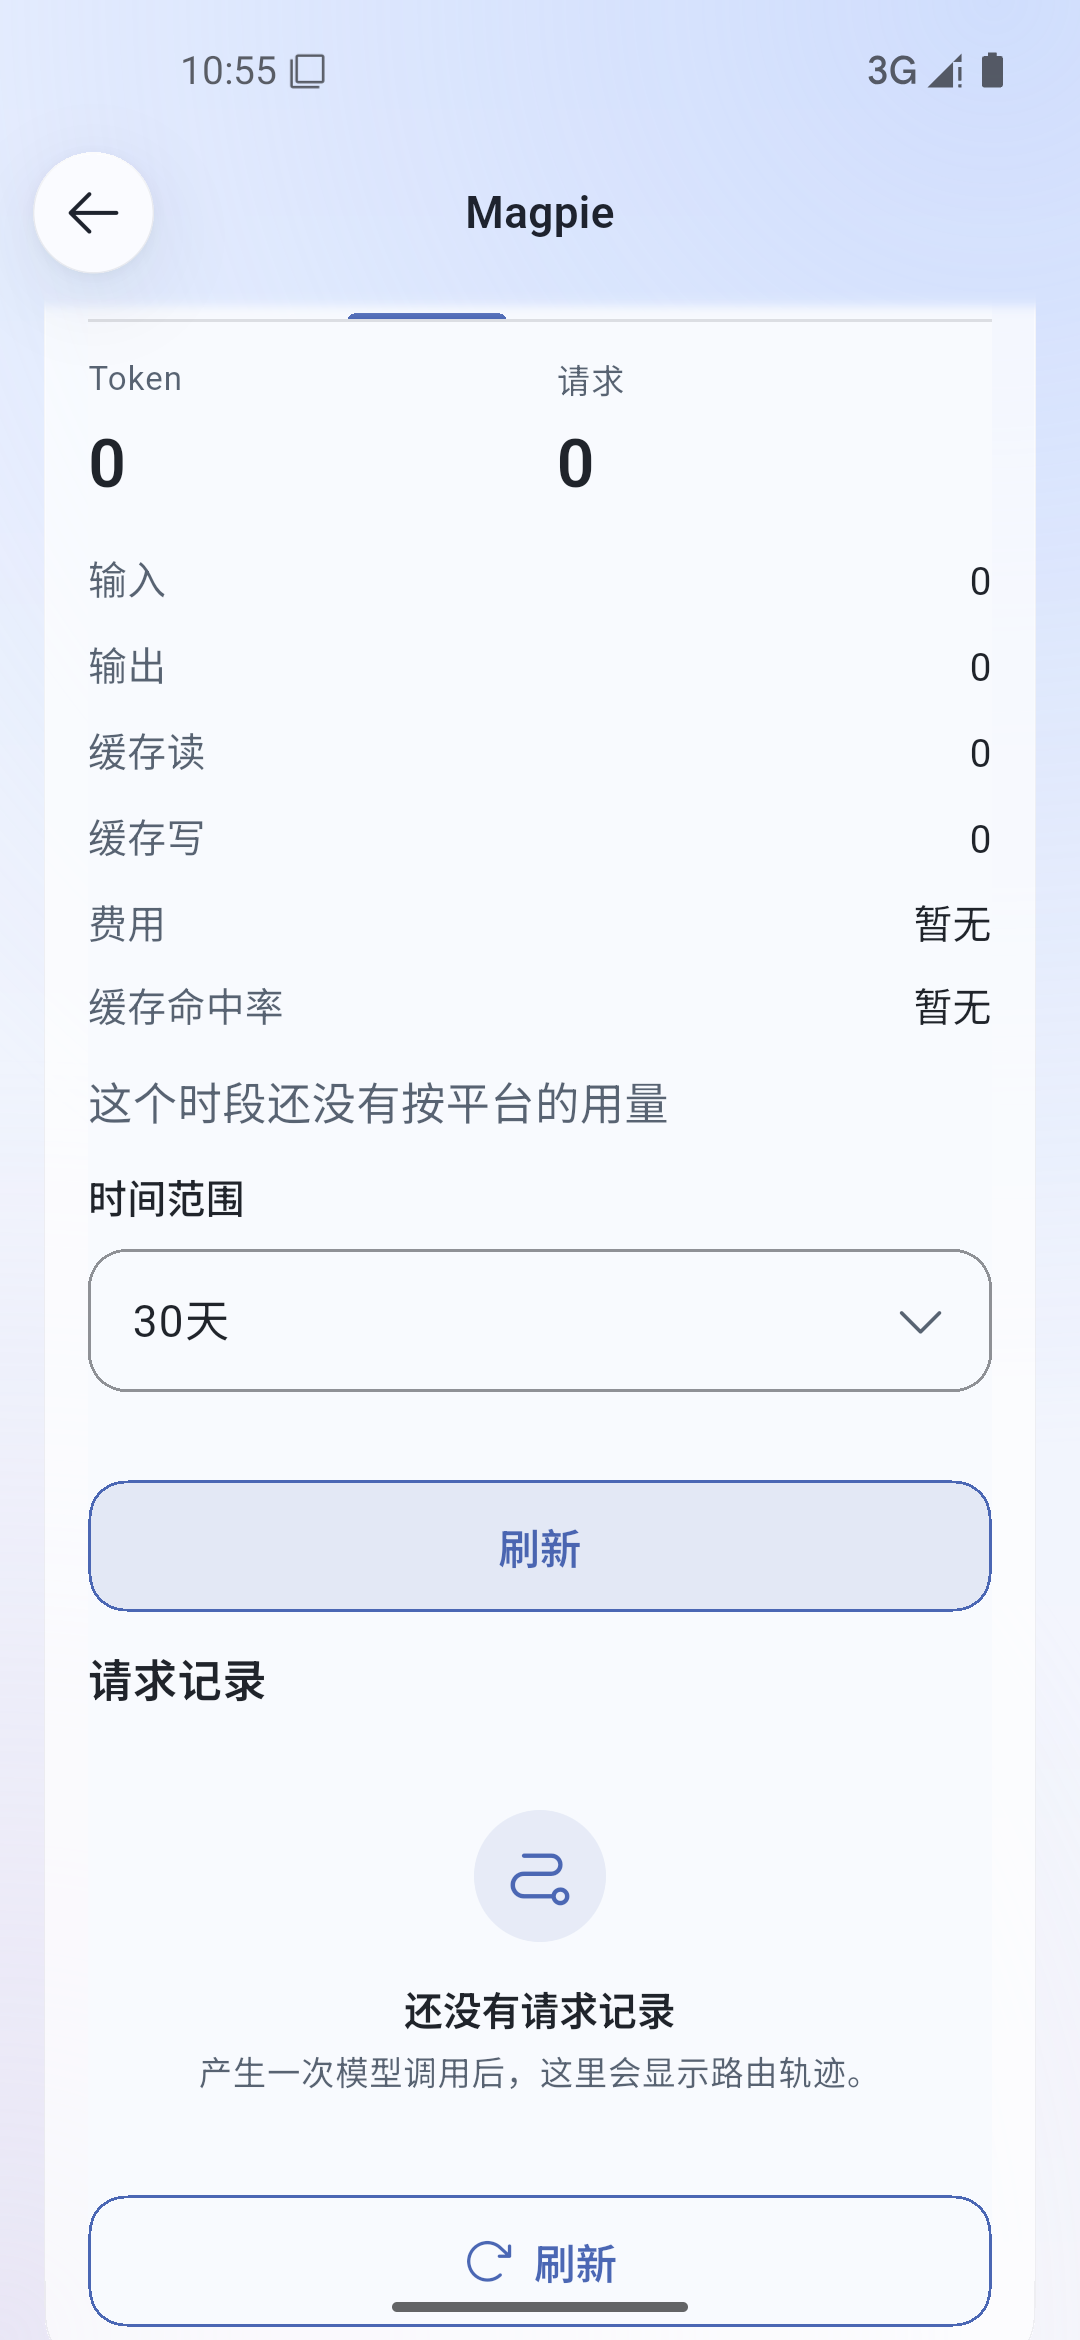 10:55
3G
Magpie
Token
请求
0
0
输入
0
输出
0
缓存读
0
缓存写
0
费用
暂无
缓存命中率
暂无
这个时段还没有按平台的用量
时间范围
30天
刷新
请求记录
还没有请求记录
产生一次模型调用后，这里会显示路由轨迹。
刷新